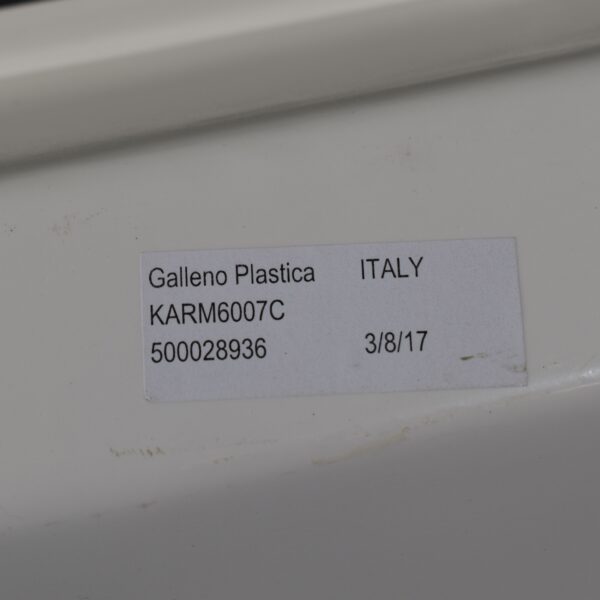 Galleno Plastica ITALY
KARM6007C
500028936 3/8/17